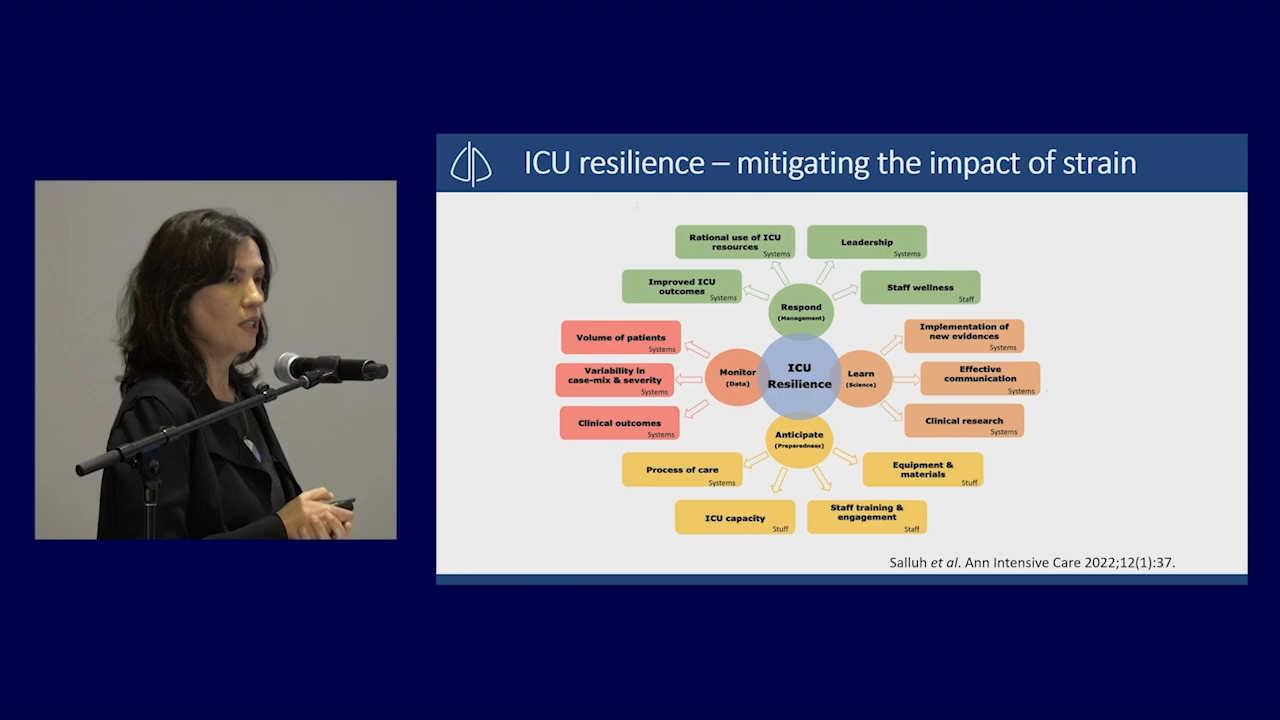 ICU resilience – mitigating the impact of strain
Rational use of ICU
resources
Systems
Leadership
Systems
Improved ICU
outcomes
Systems
Respond
(Management)
Staff wellness
Staff
Volume of patients
Systems
Implementation of
new evidences
Systems
Variability in
case-mix & severity
Systems
Monitor
(Data)
ICU
Resilience
Learn
(Science)
Effective
communication
Systems
Clinical outcomes
Systems
Clinical research
Systems
Anticipate
(Preparedness)
Process of care
Systems
Equipment &
materials
Stuff
ICU capacity
Stuff
Staff training &
engagement
Staff
Salluh et al. Ann Intensive Care 2022;12(1):37.